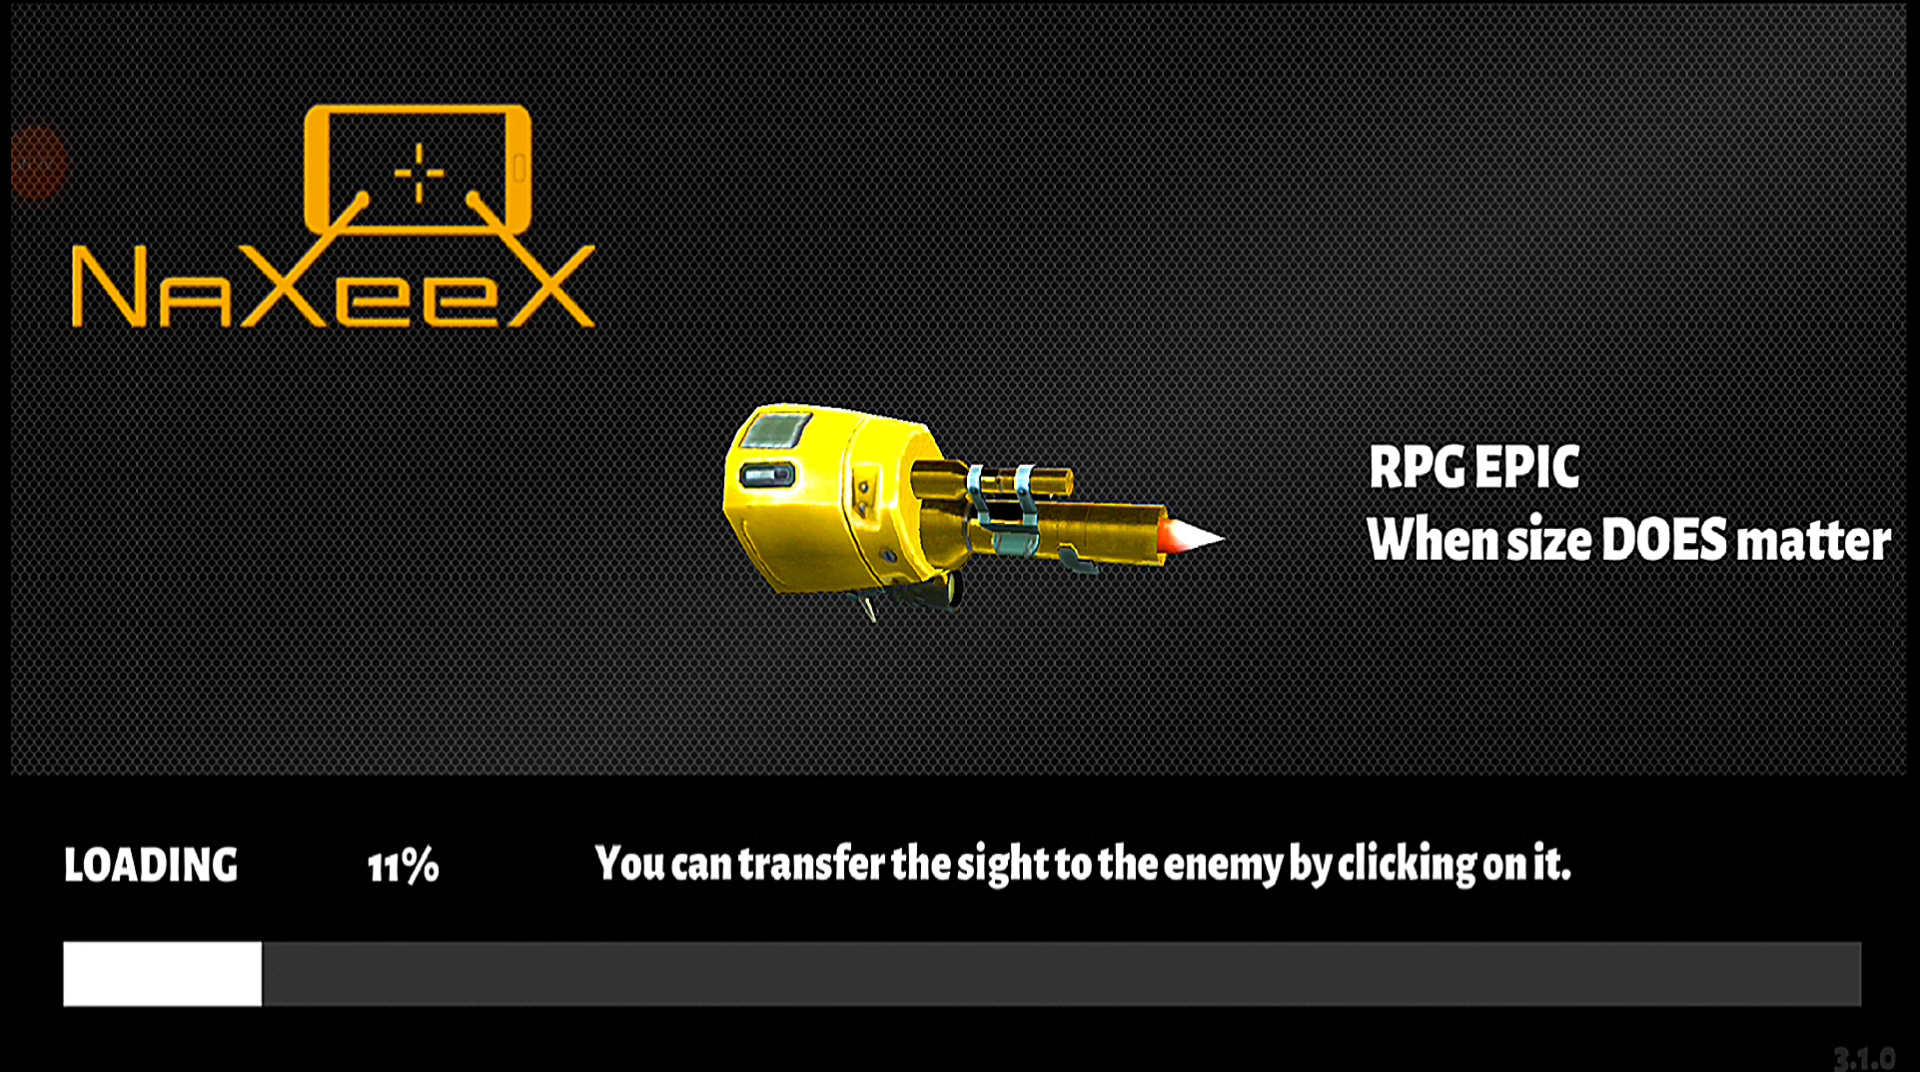 NAXeeX
RPG EPIC
When size DOES matter
LOADING 11% You can transfer the sight to the enemy by clicking on it.
3.1.0